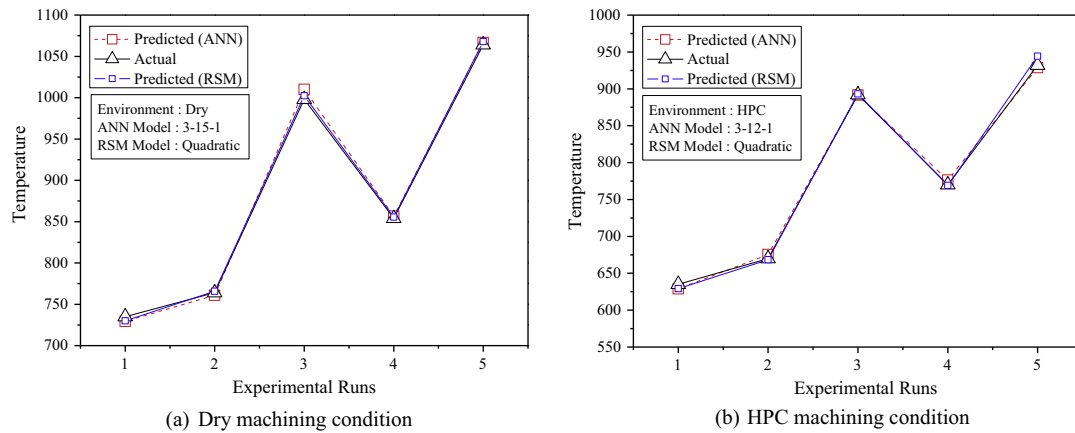 1100
1050
1000
950
900
850
800
750
700
Temperature
Predicted (ANN)
Actual
Predicted (RSM)
Environment : Dry
ANN Model : 3-15-1
RSM Model : Quadratic
1 2 3 4 5
Experimental Runs
(a) Dry machining condition
1000
950
900
850
800
750
700
650
600
550
Temperature
Predicted (ANN)
Actual
Predicted (RSM)
Environment : HPC
ANN Model : 3-12-1
RSM Model : Quadratic
1 2 3 4 5
Experimental Runs
(b) HPC machining condition